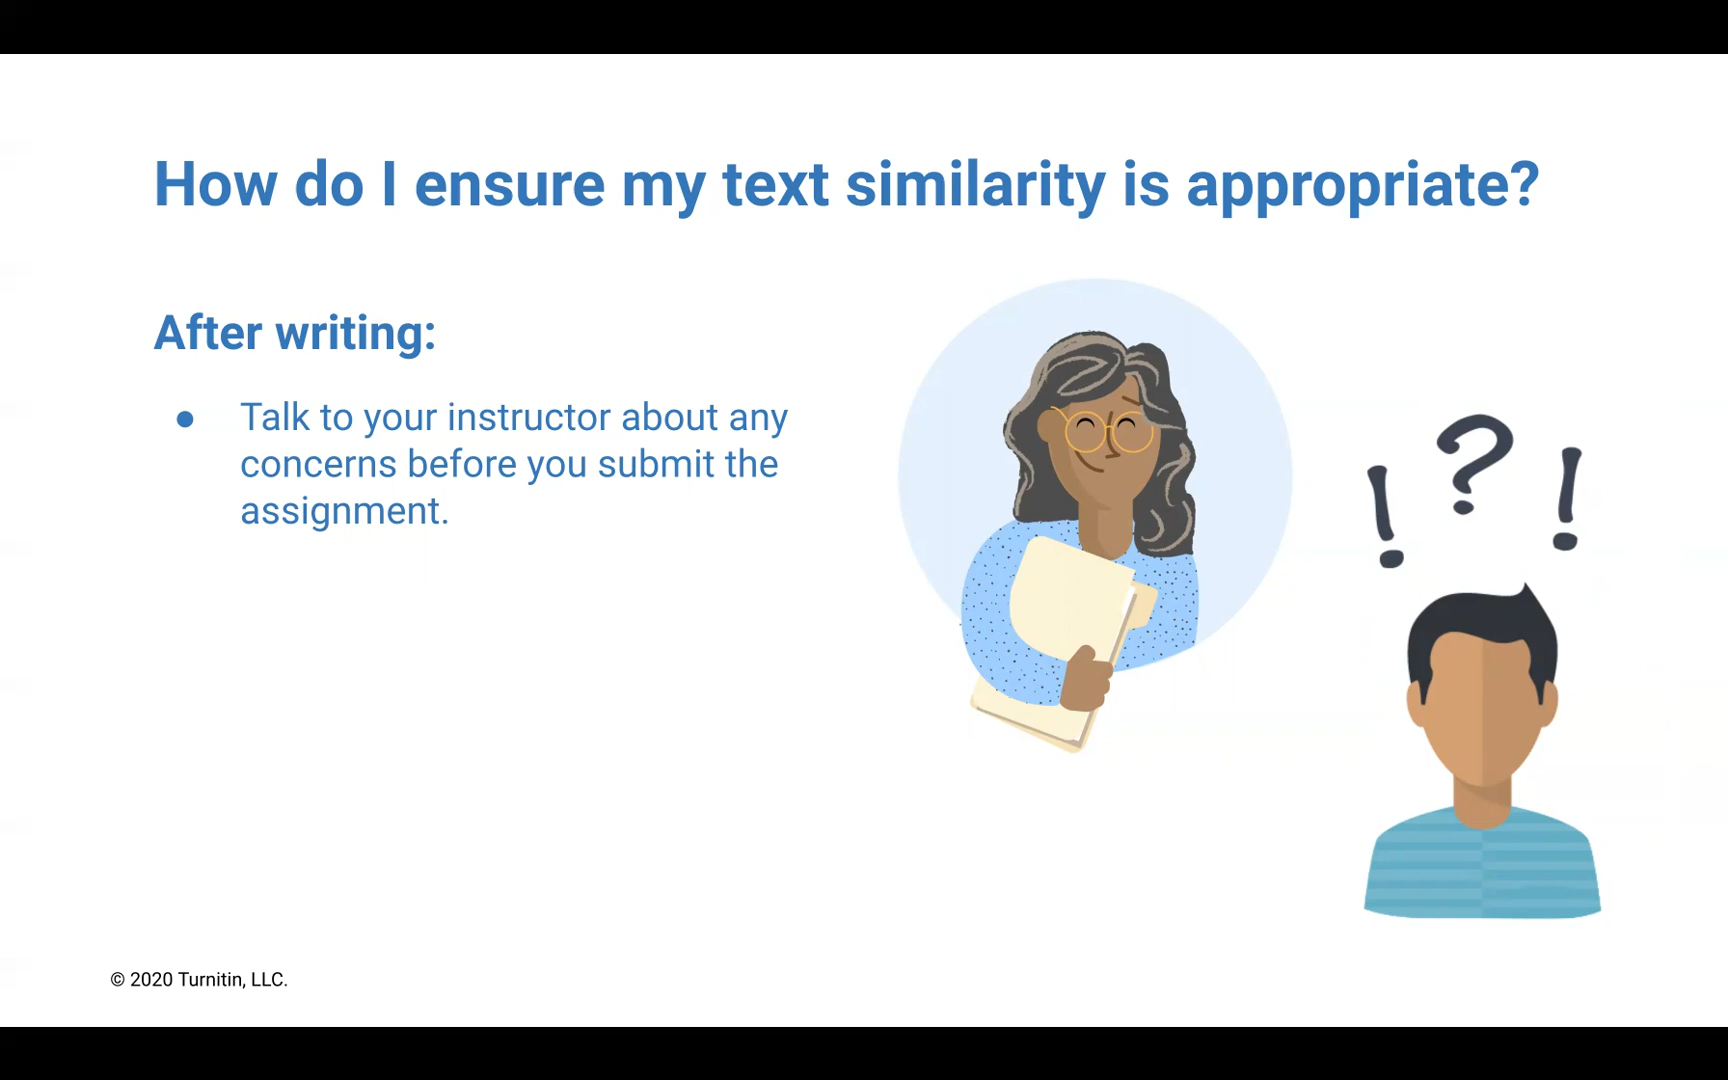 How do I ensure my text similarity is appropriate?
After writing:
● Talk to your instructor about any
concerns before you submit the
assignment.
! ? !
© 2020 Turnitin, LLC.